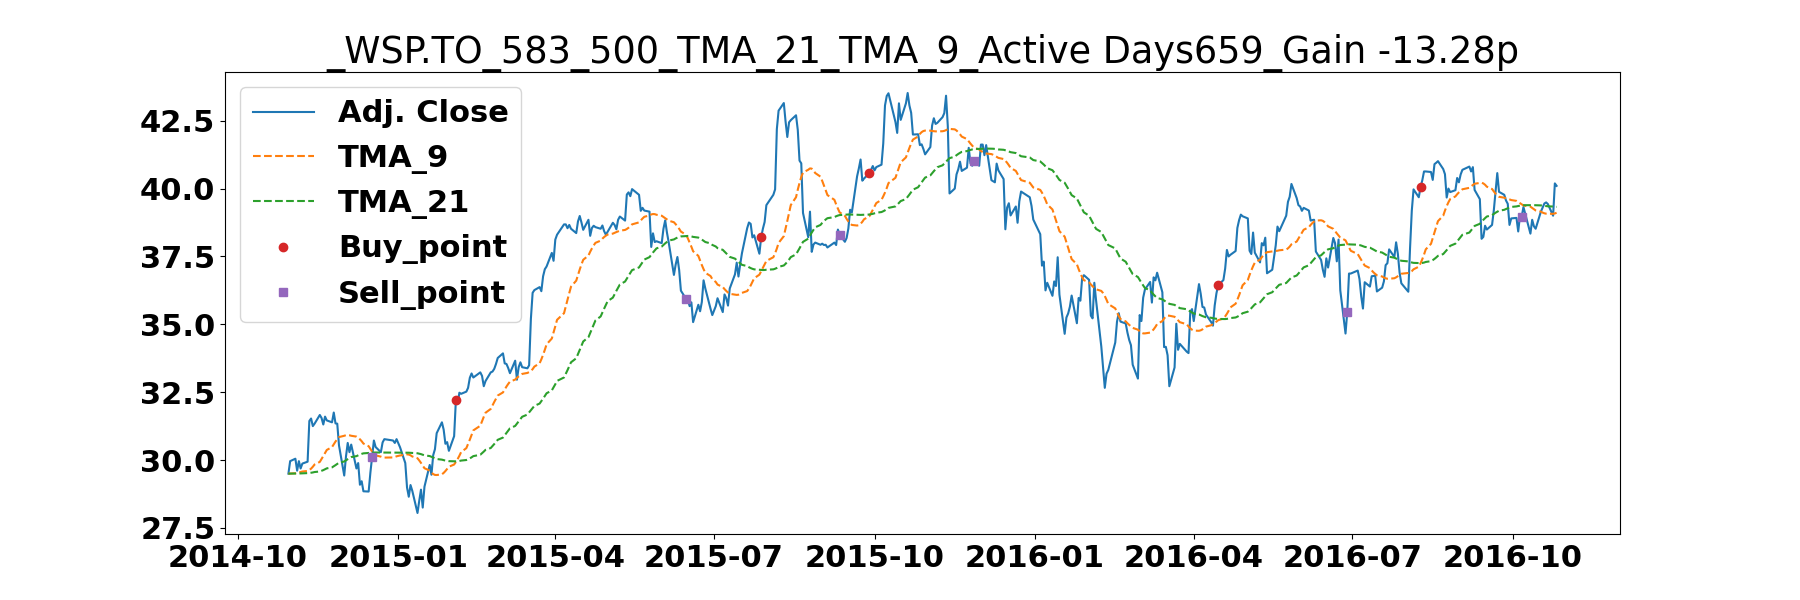 _WSP.TO_583_500_TMA_21_TMA_9_Active Days659_Gain -13.28p
Adj. Close
TMA_9
TMA_21
Buy_point
Sell_point
42.5
40.0
37.5
35.0
32.5
30.0
27.5
2014-10 2015-01 2015-04 2015-07 2015-10 2016-01 2016-04 2016-07 2016-10